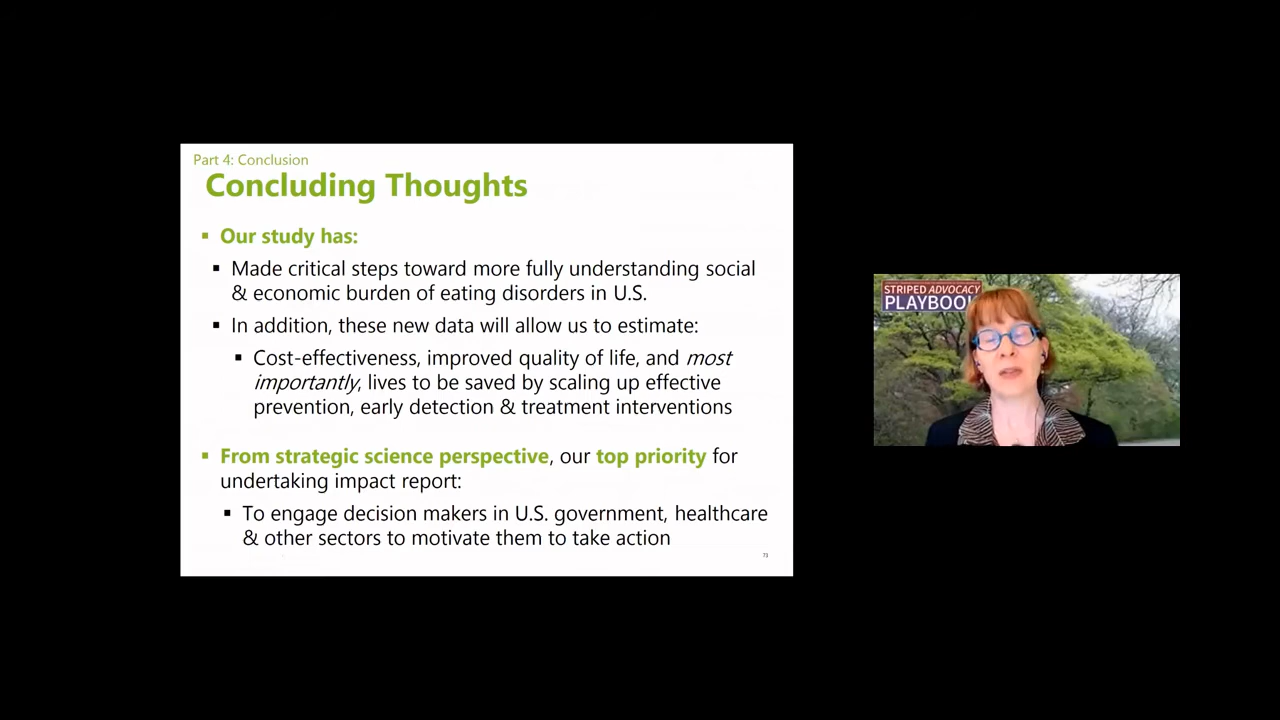 Part 4: Conclusion
Concluding Thoughts
▪ Our study has:
▪ Made critical steps toward more fully understanding social
& economic burden of eating disorders in U.S.
▪ In addition, these new data will allow us to estimate:
▪ Cost-effectiveness, improved quality of life, and most
importantly, lives to be saved by scaling up effective
prevention, early detection & treatment interventions
▪ From strategic science perspective, our top priority for
undertaking impact report:
▪ To engage decision makers in U.S. government, healthcare
& other sectors to motivate them to take action
73
STRIPED ADVOCACY
PLAYBOOK